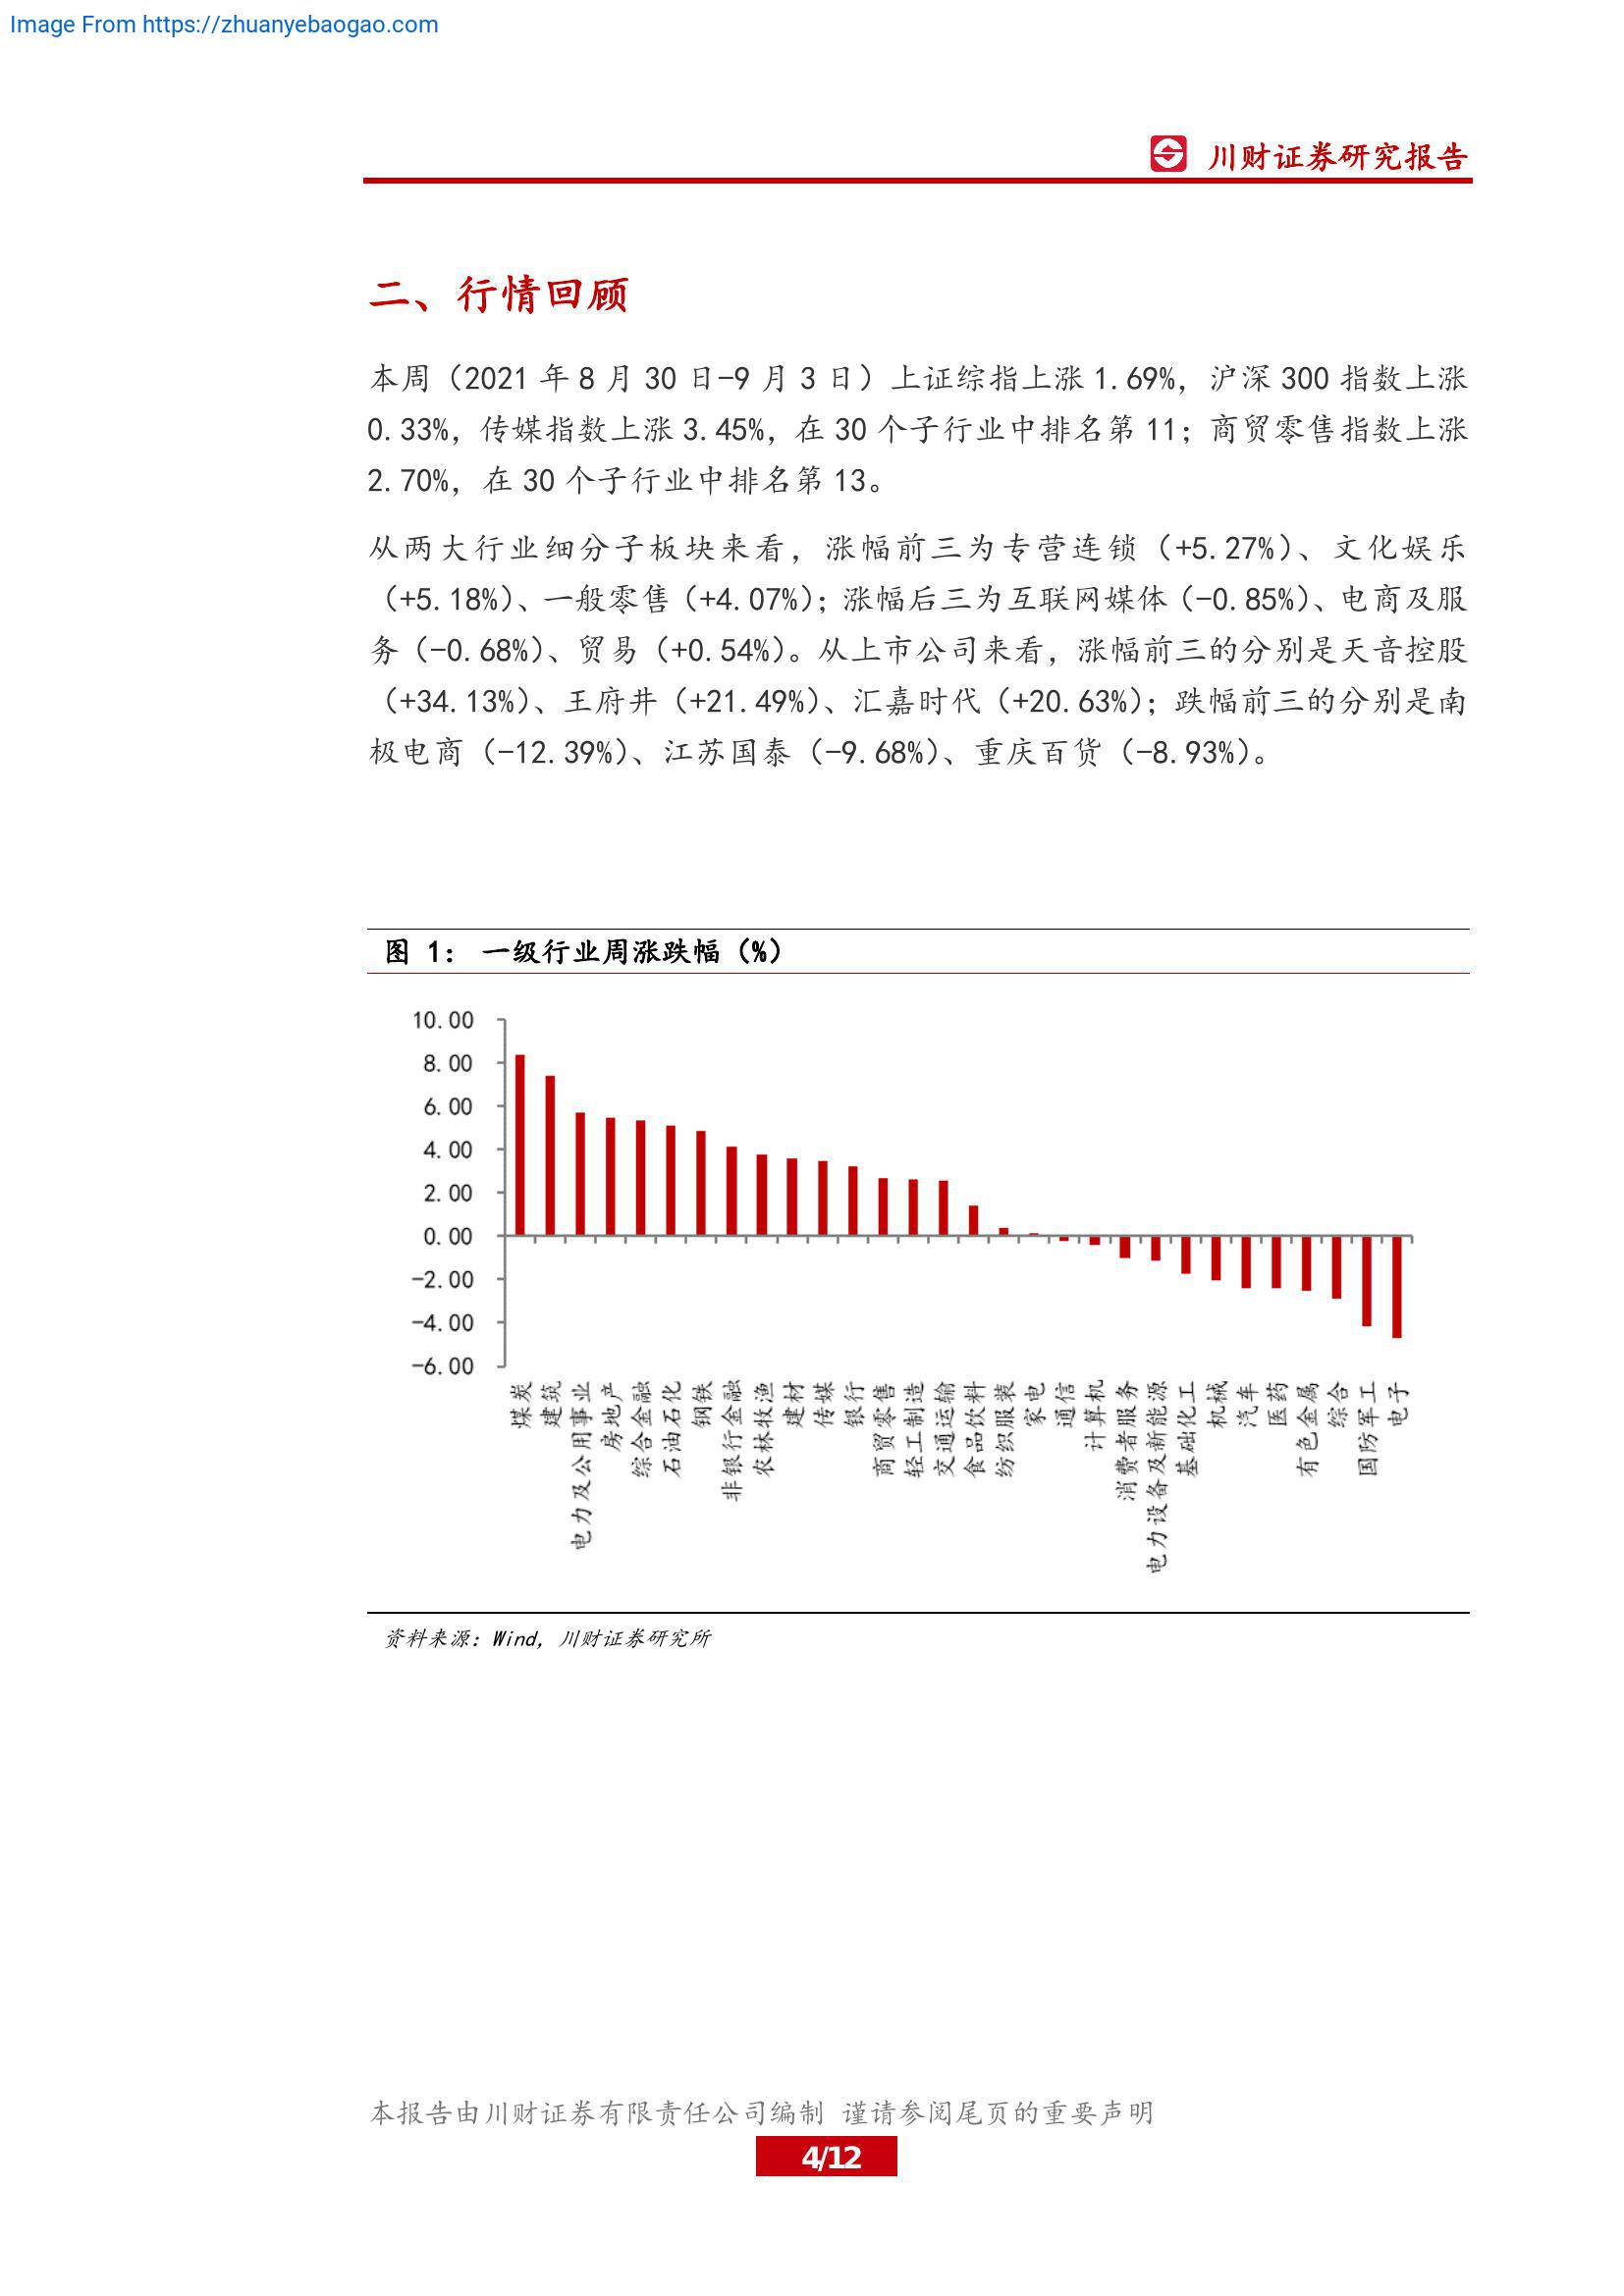 Image From https://zhuanyebaogao.com
川财证券研究报告
二、行情回顾
本周（2021 年 8 月 30 日-9 月 3 日）上证综指上涨 1.69%，沪深 300 指数上涨
0.33%，传媒指数上涨 3.45%，在 30 个子行业中排名第 11；商贸零售指数上涨
2.70%，在 30 个子行业中排名第 13。
从两大行业细分子板块来看，涨幅前三为专营连锁（+5.27%）、文化娱乐
（+5.18%）、一般零售（+4.07%）；涨幅后三为互联网媒体（-0.85%）、电商及服
务（-0.68%）、贸易（+0.54%）。从上市公司来看，涨幅前三的分别是天音控股
（+34.13%）、王府井（+21.49%）、汇嘉时代（+20.63%）；跌幅前三的分别是南
极电商（-12.39%）、江苏国泰（-9.68%）、重庆百货（-8.93%）。
图 1： 一级行业周涨跌幅（%）
10.00
8.00
6.00
4.00
2.00
0.00
-2.00
-4.00
-6.00
煤炭
建筑
电力及公用事业
房地产
综合金融
石油石化
钢铁
非银行金融
农林牧渔
建材
传媒
银行
商贸零售
轻工制造
交通运输
食品饮料
纺织服装
家电
通信
计算机
消费者服务
电力设备及新能源
基础化工
机械
汽车
医药
有色金属
综合
国防军工
电子
资料来源：Wind，川财证券研究所
本报告由川财证券有限责任公司编制 谨请参阅尾页的重要声明
4/12